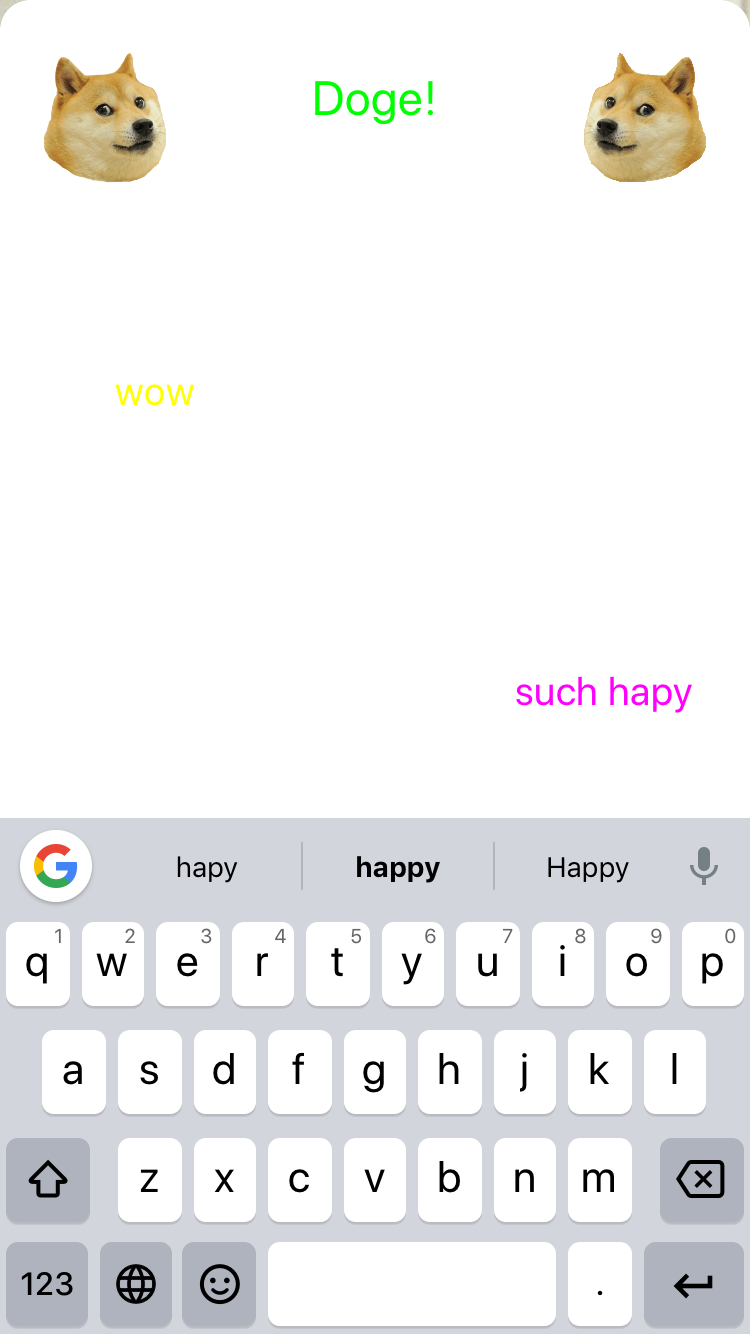 Doge!
wow
such hapy
hapy happy Happy
1 2 3 4 5 6 7 8 9 0
q w e r t y u i o p
a s d f g h j k l
z x c v b n m
123 .